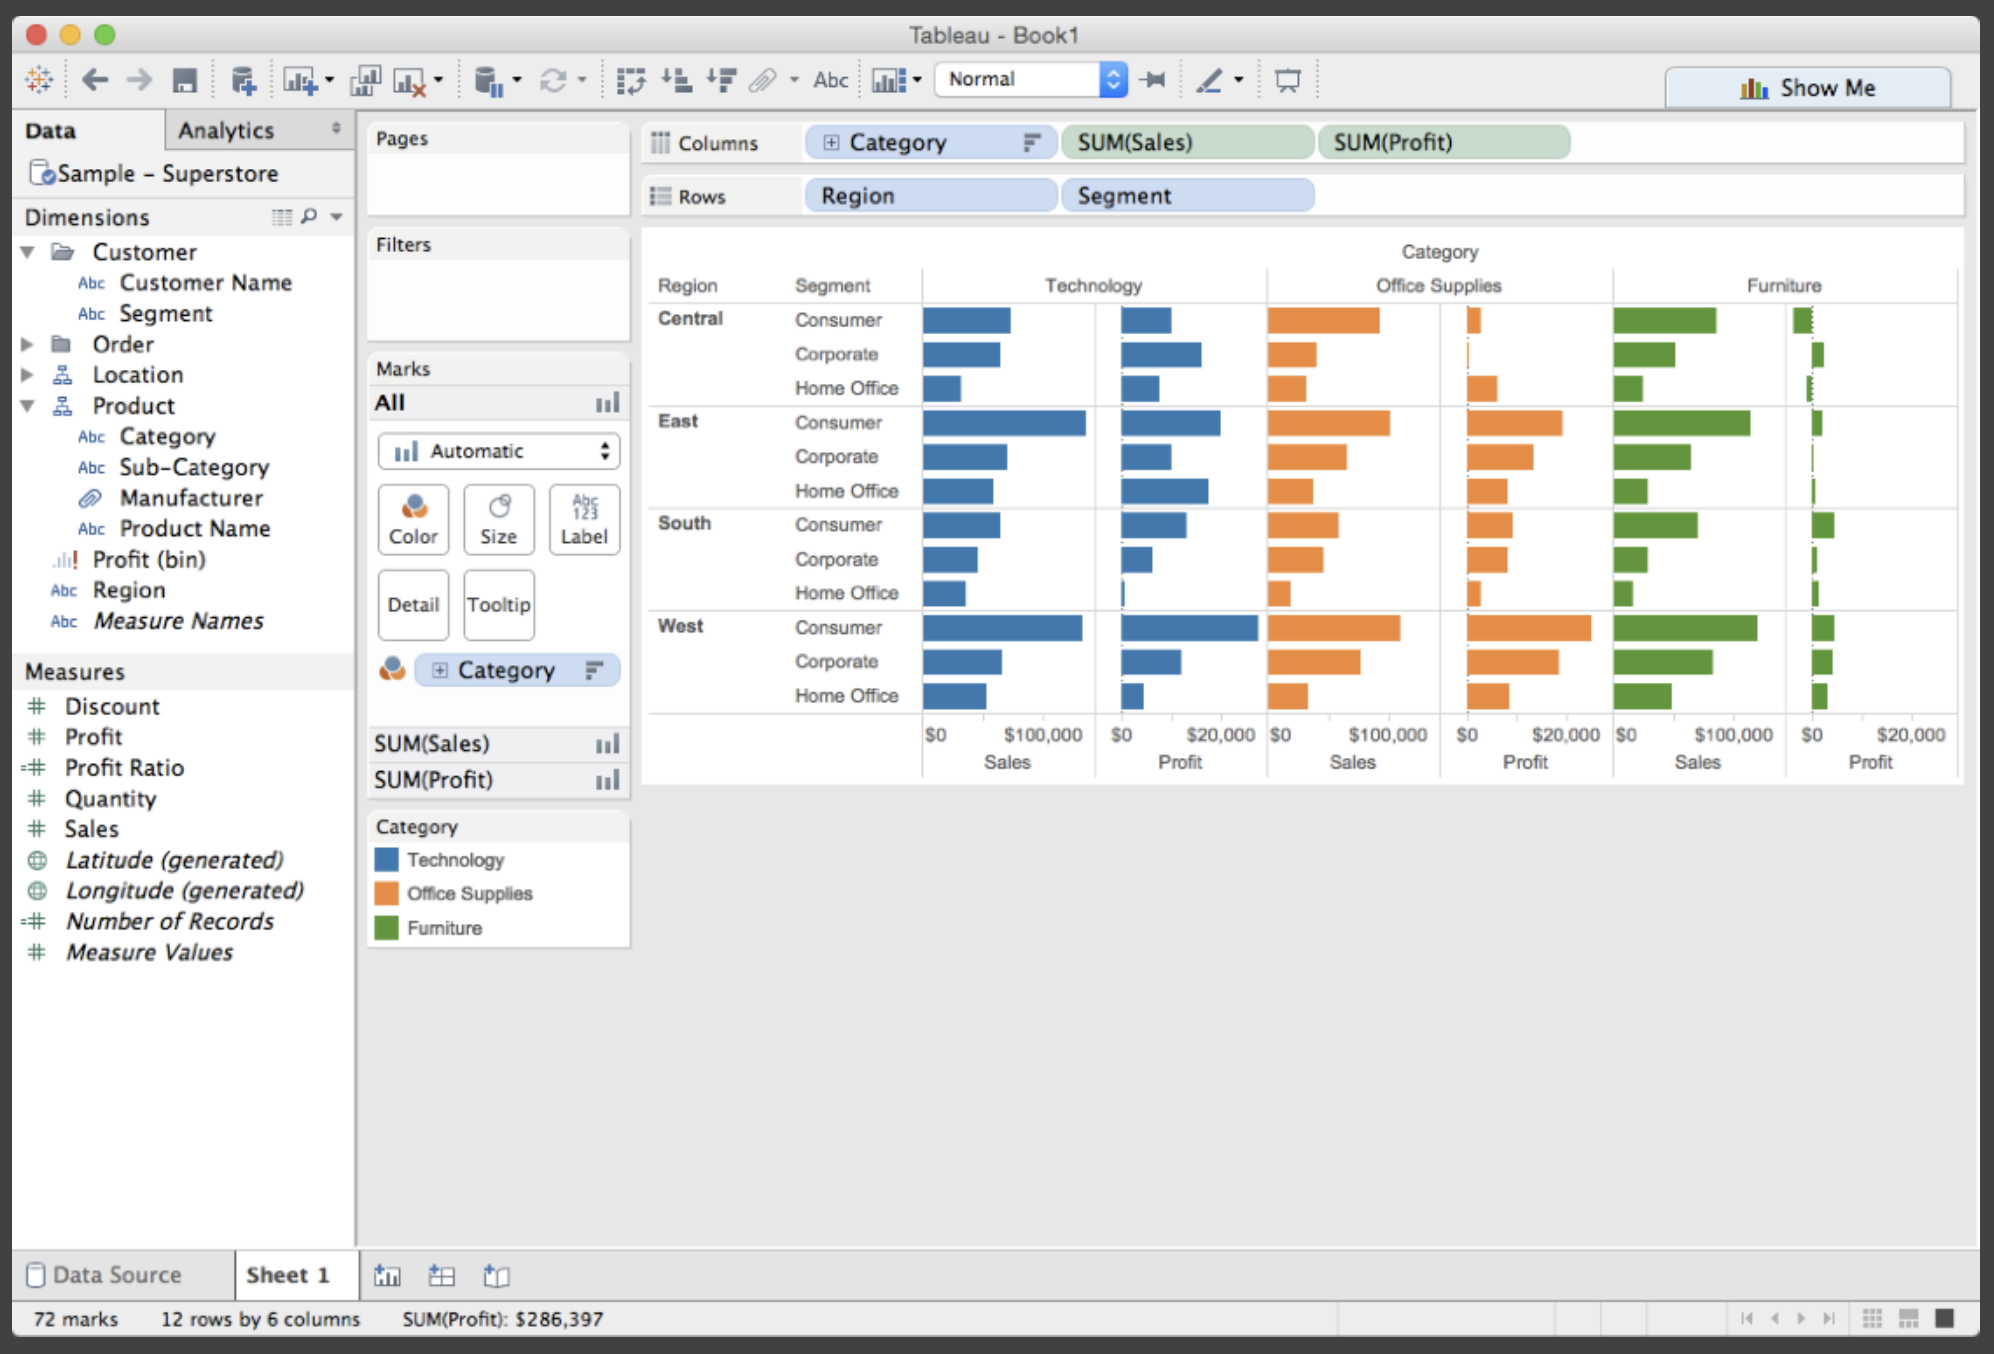 Tableau - Book1
Abc
Normal
Show Me
Data
Analytics
Sample – Superstore
Dimensions
Customer
Abc Customer Name
Abc Segment
Order
Location
Product
Abc Category
Abc Sub-Category
Manufacturer
Abc Product Name
Profit (bin)
Abc Region
Abc Measure Names
Measures
# Discount
# Profit
=# Profit Ratio
# Quantity
# Sales
Latitude (generated)
Longitude (generated)
=# Number of Records
# Measure Values
Pages
Filters
Marks
All
Automatic
Color
Size
Abc
123
Label
Detail
Tooltip
Category
SUM(Sales)
SUM(Profit)
Category
Technology
Office Supplies
Furniture
Columns
Category
SUM(Sales)
SUM(Profit)
Rows
Region
Segment
Category
Region Segment Technology Office Supplies Furniture
Central Consumer
Corporate
Home Office
East Consumer
Corporate
Home Office
South Consumer
Corporate
Home Office
West Consumer
Corporate
Home Office
$0 $100,000 $0 $20,000 $0 $100,000 $0 $20,000 $0 $100,000 $0 $20,000
Sales Profit Sales Profit Sales Profit
Data Source
Sheet 1
72 marks 12 rows by 6 columns SUM(Profit): $286,397